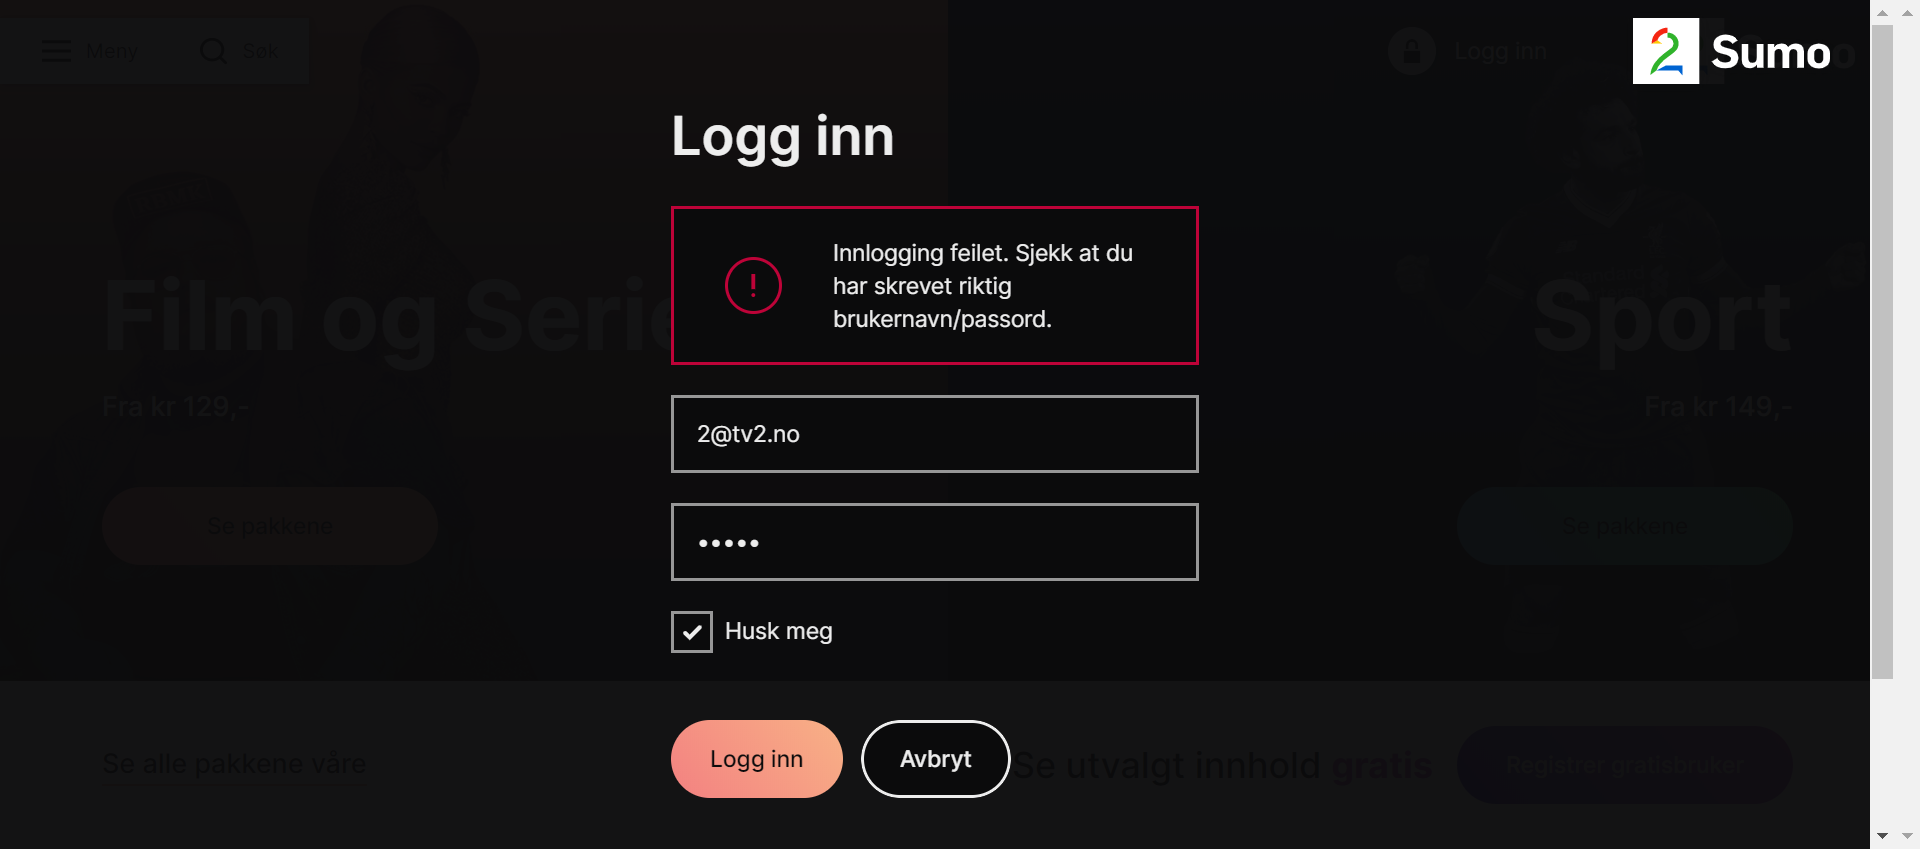 Meny
Søk
Logg inn
2 Sumo
Logg inn
Innlogging feilet. Sjekk at du
har skrevet riktig
brukernavn/passord.
Film og Serie
Sport
Fra kr 129,-
Fra kr 149,-
2@tv2.no
•••••
Se pakkene
Se pakkene
Husk meg
Logg inn
Avbryt
Se alle pakkene våre
Se utvalgt innhold gratis
Registrer gratisbruker